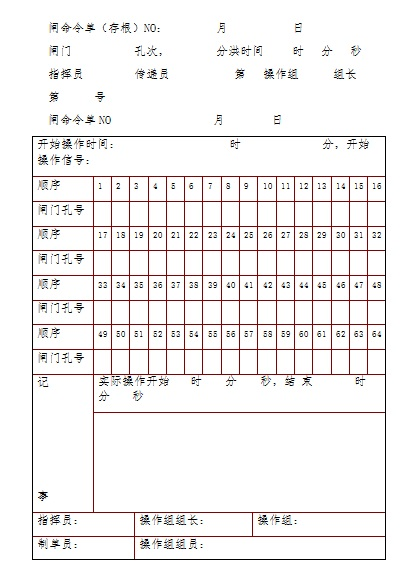 闸命令单（存根）NO： 月 日
闸门 孔次， 分洪时间 时 分 秒
指挥员 传递员 第 操作组 组长
第 号
闸命令单NO 月 日
开始操作时间： 时 分，开始
操作信号：
顺序 1 2 3 4 5 6 7 8 9 10 11 12 13 14 15 16
闸门孔号
顺序 17 18 19 20 21 22 23 24 25 26 27 28 29 30 31 32
闸门孔号
顺序 33 34 35 36 37 38 39 40 41 42 43 44 45 46 47 48
闸门孔号
顺序 49 50 51 52 53 54 55 56 57 58 59 60 61 62 63 64
闸门孔号
记 实际操作开始 时 分 秒，结 束 时
分 秒
事
指挥员： 操作组组长： 操作组：
制单员： 操作组组员：